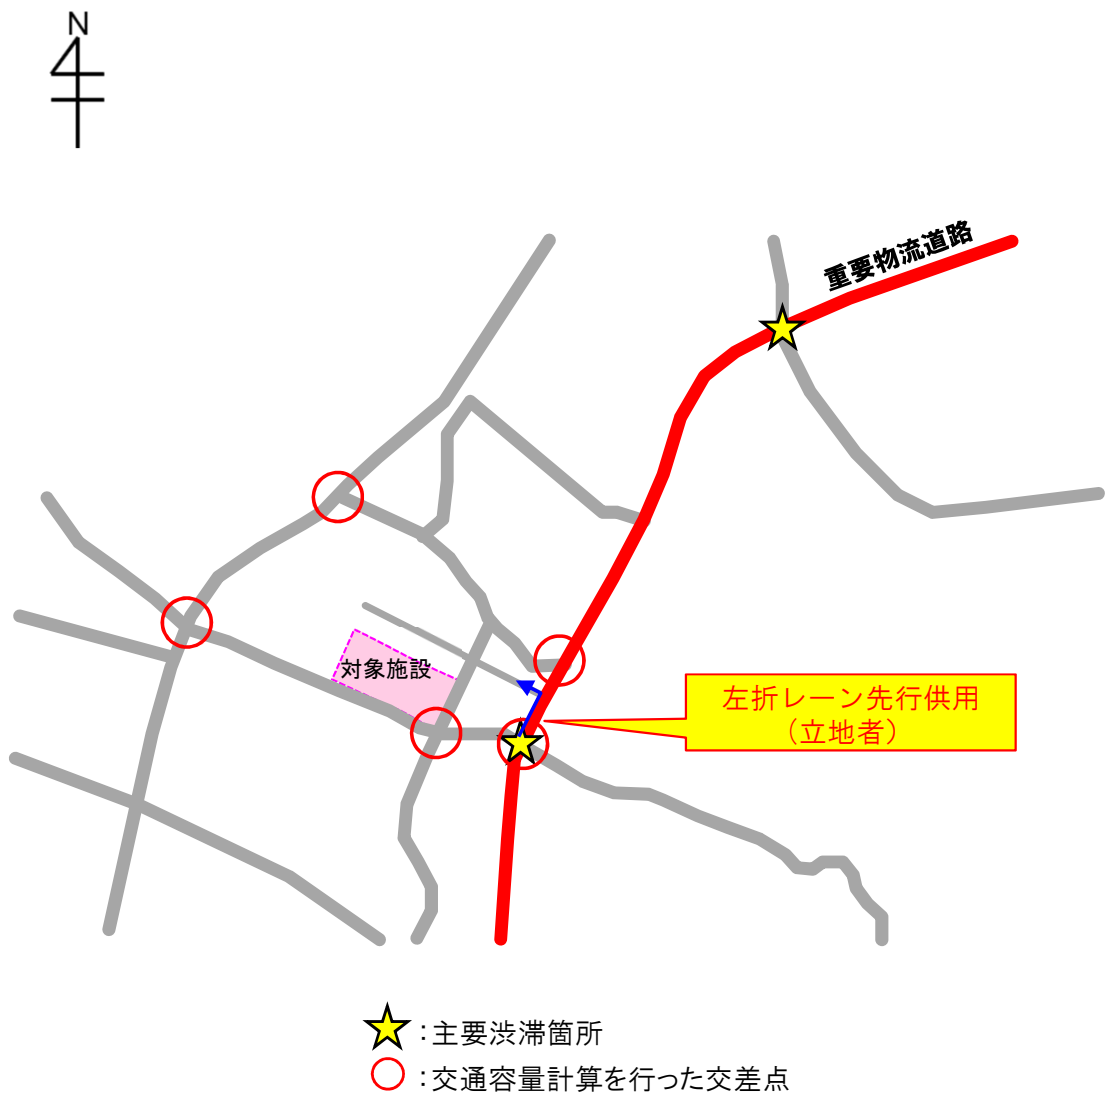 N
重要物流道路
対象施設
左折レーン先行供用
（立地者）
：主要渋滞箇所
：交通容量計算を行った交差点